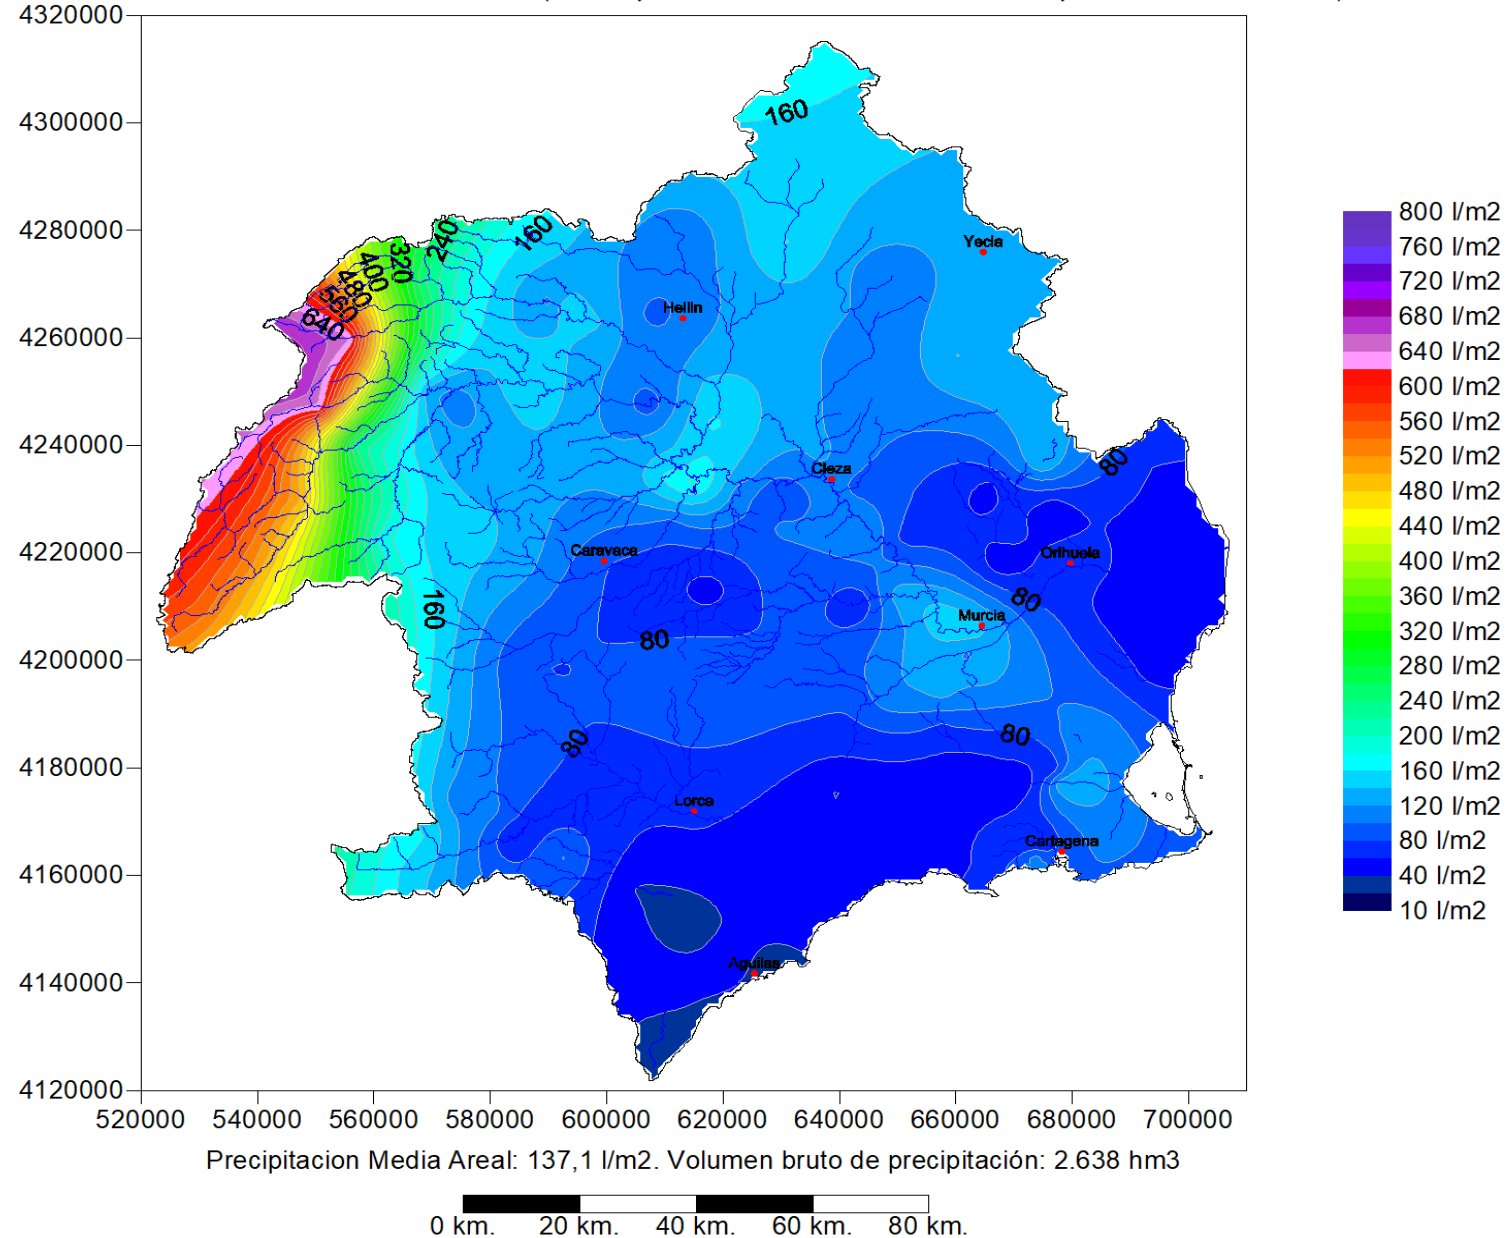 4320000
4300000
4280000
4260000
4240000
4220000
4200000
4180000
4160000
4140000
4120000
520000 540000 560000 580000 600000 620000 640000 660000 680000 700000
160
160
240
320
400
480
560
640
Yecla
Hellin
Cieza
80
Caravaca
Orihuela
160
80
Murcia
80
80
80
Lorca
Cartagena
Aguilas
800 l/m2
760 l/m2
720 l/m2
680 l/m2
640 l/m2
600 l/m2
560 l/m2
520 l/m2
480 l/m2
440 l/m2
400 l/m2
360 l/m2
320 l/m2
280 l/m2
240 l/m2
200 l/m2
160 l/m2
120 l/m2
80 l/m2
40 l/m2
10 l/m2
Precipitacion Media Areal: 137,1 l/m2. Volumen bruto de precipitación: 2.638 hm3
0 km. 20 km. 40 km. 60 km. 80 km.